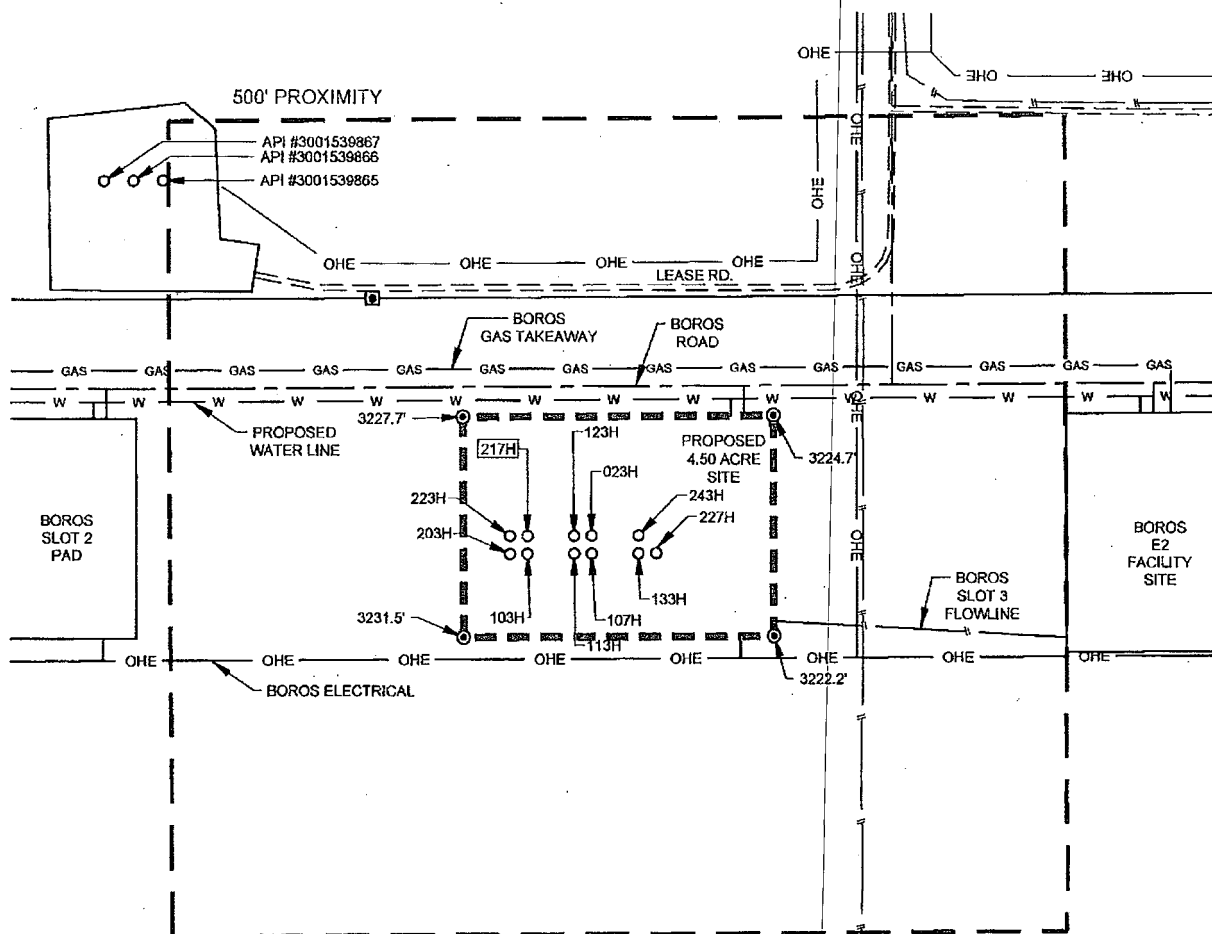 OHE
OHE
OHE
500' PROXIMITY
OHE
API #3001539867
API #3001539866
API #3001539865
OHE
OHE
OHE
OHE
OHE
OHE
LEASE RD.
BOROS
GAS TAKEAWAY
BOROS
ROAD
GAS GAS GAS GAS GAS GAS GAS GAS GAS GAS GAS GAS GAS GAS
W W W W W W W W W W W W W W W
OHE
PROPOSED
WATER LINE
3227.7'
123H
217H
023H
PROPOSED
4.50 ACRE
SITE
3224.7'
223H
243H
203H
227H
BOROS
SLOT 2
PAD
OHE
BOROS
E2
FACILITY
SITE
BOROS
SLOT 3
FLOWLINE
133H
103H
107H
3231.5'
113H
OHE OHE OHE OHE OHE OHE OHE OHE
3222.2'
BOROS ELECTRICAL